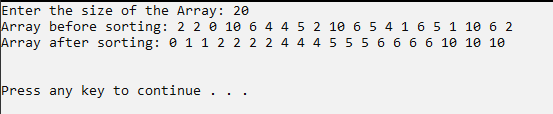 Enter the size of the Array: 20
Array before sorting: 2 2 0 10 6 4 4 5 2 10 6 5 4 1 6 5 1 10 6 2
Array after sorting: 0 1 1 2 2 2 2 4 4 4 5 5 5 6 6 6 6 10 10 10
Press any key to continue . . .